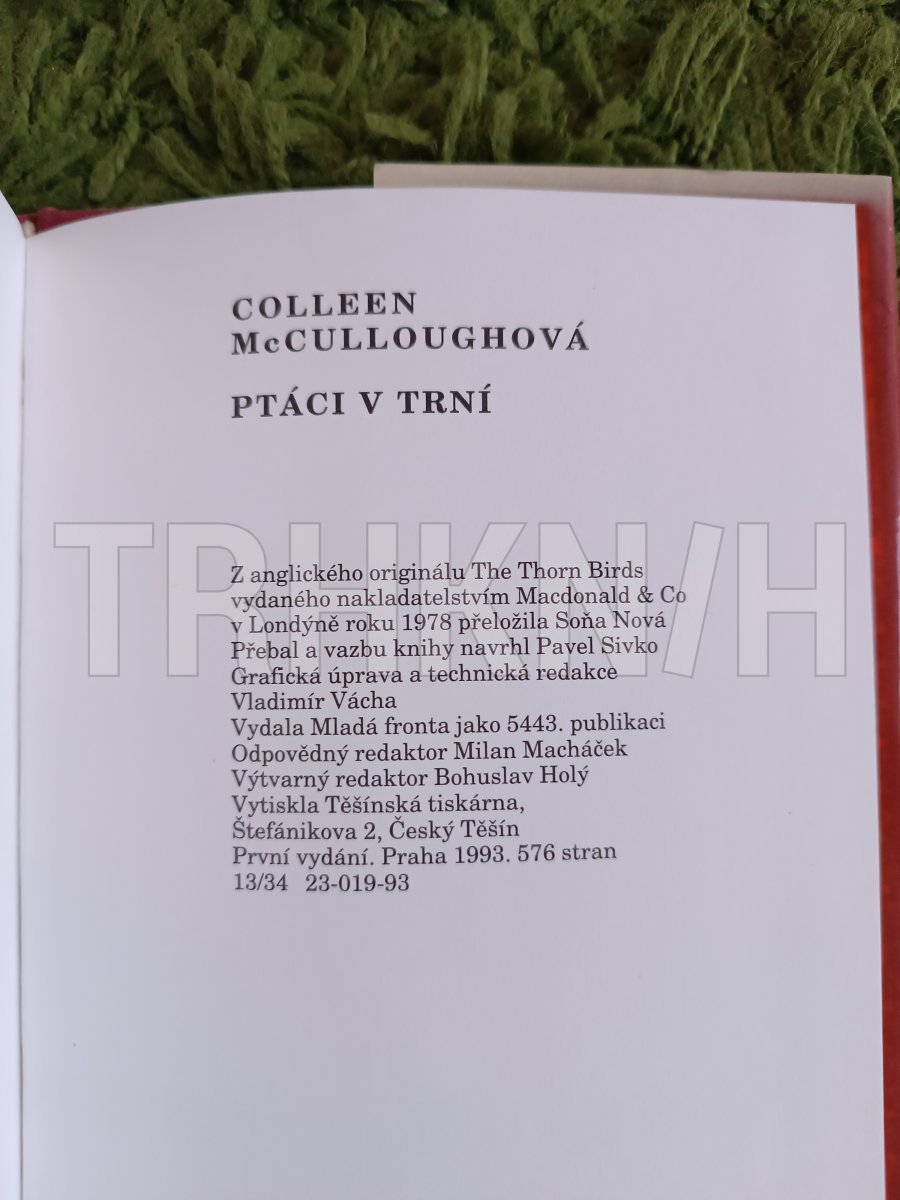 COLLEEN
McCULLOUGHOVÁ
PTÁCI V TRNÍ
TRHKN/H
Z anglického originálu The Thorn Birds
vydaného nakladatelstvím Macdonald & Co
v Londýně roku 1978 přeložila Soňa Nová
Přebal a vazbu knihy navrhl Pavel Sivko
Grafická úprava a technická redakce
Vladimír Vácha
Vydala Mladá fronta jako 5443. publikaci
Odpovědný redaktor Milan Macháček
Výtvarný redaktor Bohuslav Holý
Vytiskla Těšínská tiskárna,
Štefánikova 2, Český Těšín
První vydání. Praha 1993. 576 stran
13/34 23-019-93